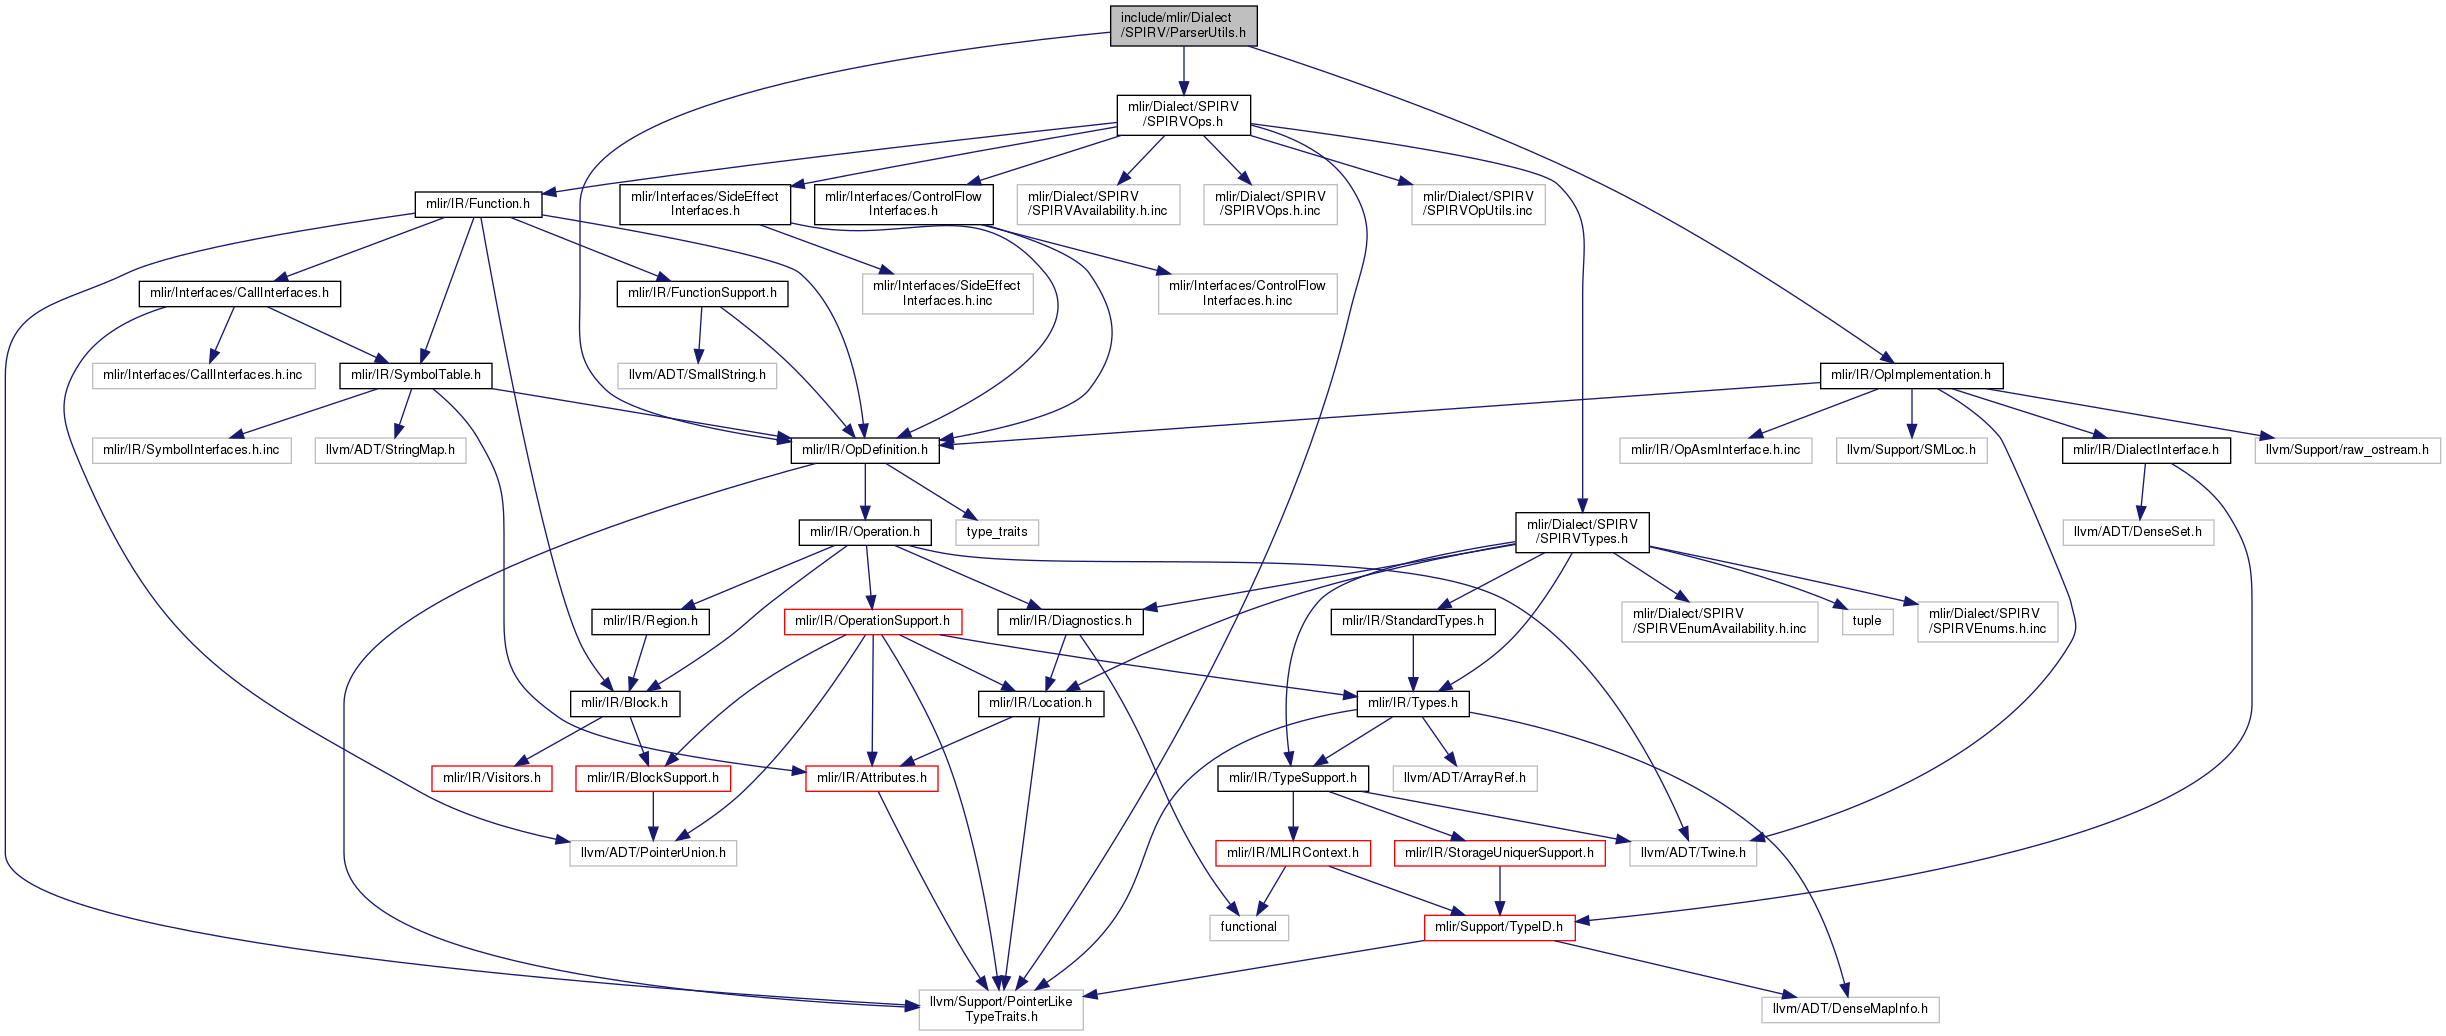 include/mlir/Dialect
/SPIRV/ParserUtils.h
mlir/Dialect/SPIRV
/SPIRVOps.h
mlir/IR/Function.h
mlir/Interfaces/SideEffect
Interfaces.h
mlir/Interfaces/ControlFlow
Interfaces.h
mlir/Dialect/SPIRV
/SPIRVAvailability.h.inc
mlir/Dialect/SPIRV
/SPIRVOps.h.inc
mlir/Dialect/SPIRV
/SPIRVOpUtils.inc
mlir/Interfaces/CallInterfaces.h
mlir/IR/FunctionSupport.h
mlir/Interfaces/SideEffect
Interfaces.h.inc
mlir/Interfaces/ControlFlow
Interfaces.h.inc
mlir/Interfaces/CallInterfaces.h.inc
mlir/IR/SymbolTable.h
llvm/ADT/SmallString.h
mlir/IR/OpImplementation.h
mlir/IR/SymbolInterfaces.h.inc
llvm/ADT/StringMap.h
mlir/IR/OpDefinition.h
mlir/IR/OpAsmInterface.h.inc
llvm/Support/SMLoc.h
mlir/IR/DialectInterface.h
llvm/Support/raw_ostream.h
mlir/IR/Operation.h
type_traits
mlir/Dialect/SPIRV
/SPIRVTypes.h
llvm/ADT/DenseSet.h
mlir/IR/Region.h
mlir/IR/OperationSupport.h
mlir/IR/Diagnostics.h
mlir/IR/StandardTypes.h
mlir/Dialect/SPIRV
/SPIRVEnumAvailability.h.inc
tuple
mlir/Dialect/SPIRV
/SPIRVEnums.h.inc
mlir/IR/Block.h
mlir/IR/Location.h
mlir/IR/Types.h
mlir/IR/Visitors.h
mlir/IR/BlockSupport.h
mlir/IR/Attributes.h
mlir/IR/TypeSupport.h
llvm/ADT/ArrayRef.h
llvm/ADT/PointerUnion.h
mlir/IR/MLIRContext.h
mlir/IR/StorageUniquerSupport.h
llvm/ADT/Twine.h
functional
mlir/Support/TypeID.h
llvm/Support/PointerLike
TypeTraits.h
llvm/ADT/DenseMapInfo.h